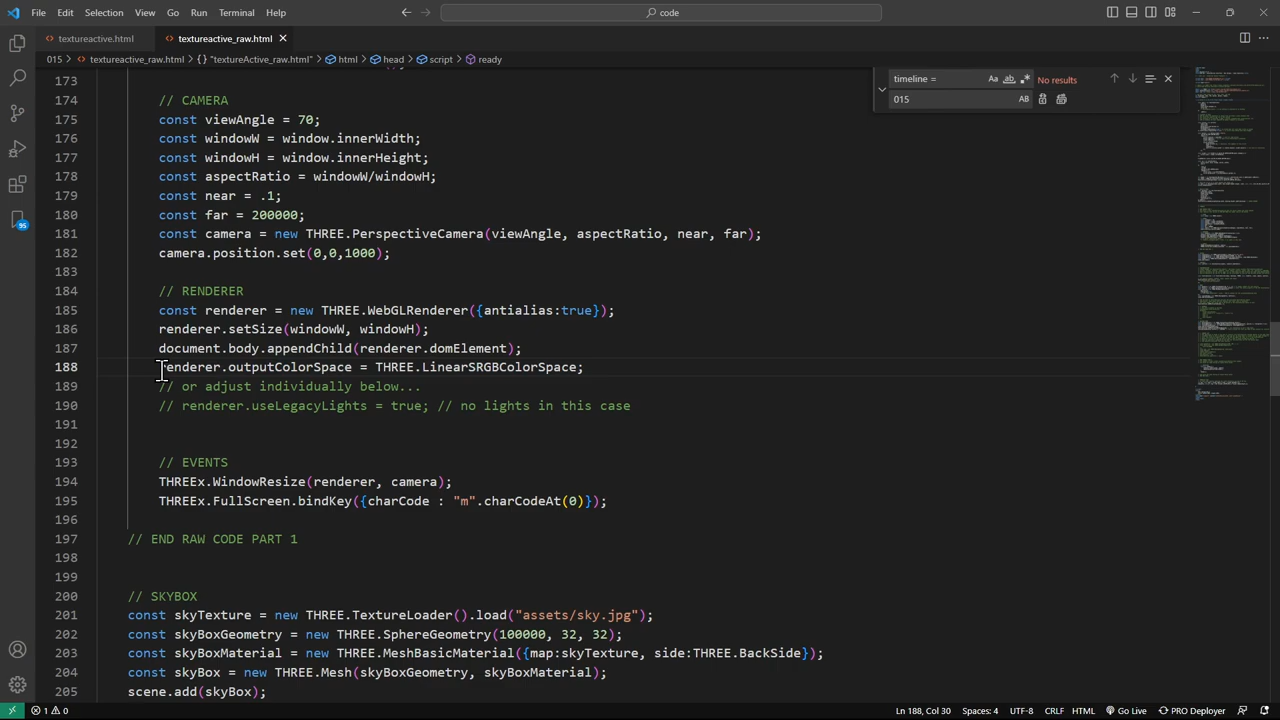 File Edit Selection View Go Run Terminal Help
code
textureactive.html
textureactive_raw.html
015 > textureactive_raw.html > {} "textureActive_raw.html" > html > head > script > ready
timeline =
Aa ab
No results
015
AB
173
174 // CAMERA
175 const viewAngle = 70;
176 const windowW = window.innerWidth;
177 const windowH = window.innerHeight;
178 const aspectRatio = windowW/windowH;
179 const near = .1;
180 const far = 200000;
181 const camera = new THREE.PerspectiveCamera(viewAngle, aspectRatio, near, far);
182 camera.position.set(0,0,1000);
183
184 // RENDERER
185 const renderer = new THREE.WebGLRenderer({antialias:true});
186 renderer.setSize(windowW, windowH);
187 document.body.appendChild(renderer.domElement);
188 renderer.outputColorSpace = THREE.LinearSRGBColorSpace;
189 // or adjust individually below...
190 // renderer.useLegacyLights = true; // no lights in this case
191
192
193 // EVENTS
194 THREEx.WindowResize(renderer, camera);
195 THREEx.FullScreen.bindKey({charCode : "m".charCodeAt(0)});
196
197 // END RAW CODE PART 1
198
199
200 // SKYBOX
201 const skyTexture = new THREE.TextureLoader().load("assets/sky.jpg");
202 const skyBoxGeometry = new THREE.SphereGeometry(100000, 32, 32);
203 const skyBoxMaterial = new THREE.MeshBasicMaterial({map:skyTexture, side:THREE.BackSide});
204 const skyBox = new THREE.Mesh(skyBoxGeometry, skyBoxMaterial);
205 scene.add(skyBox);
95
1 0
Ln 188, Col 30 Spaces: 4 UTF-8 CRLF HTML Go Live PRO Deployer